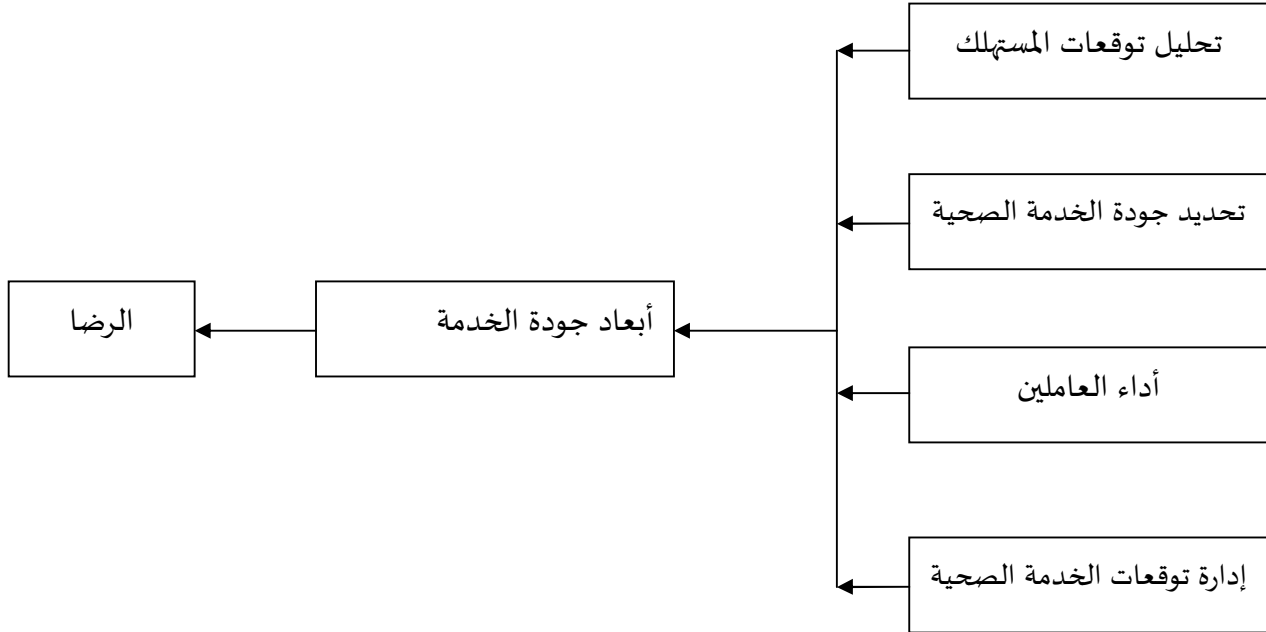 تحليل توقعات المستهلك
تحديد جودة الخدمة الصحية
أبعاد جودة الخدمة
الرضا
أداء العاملين
إدارة توقعات الخدمة الصحية